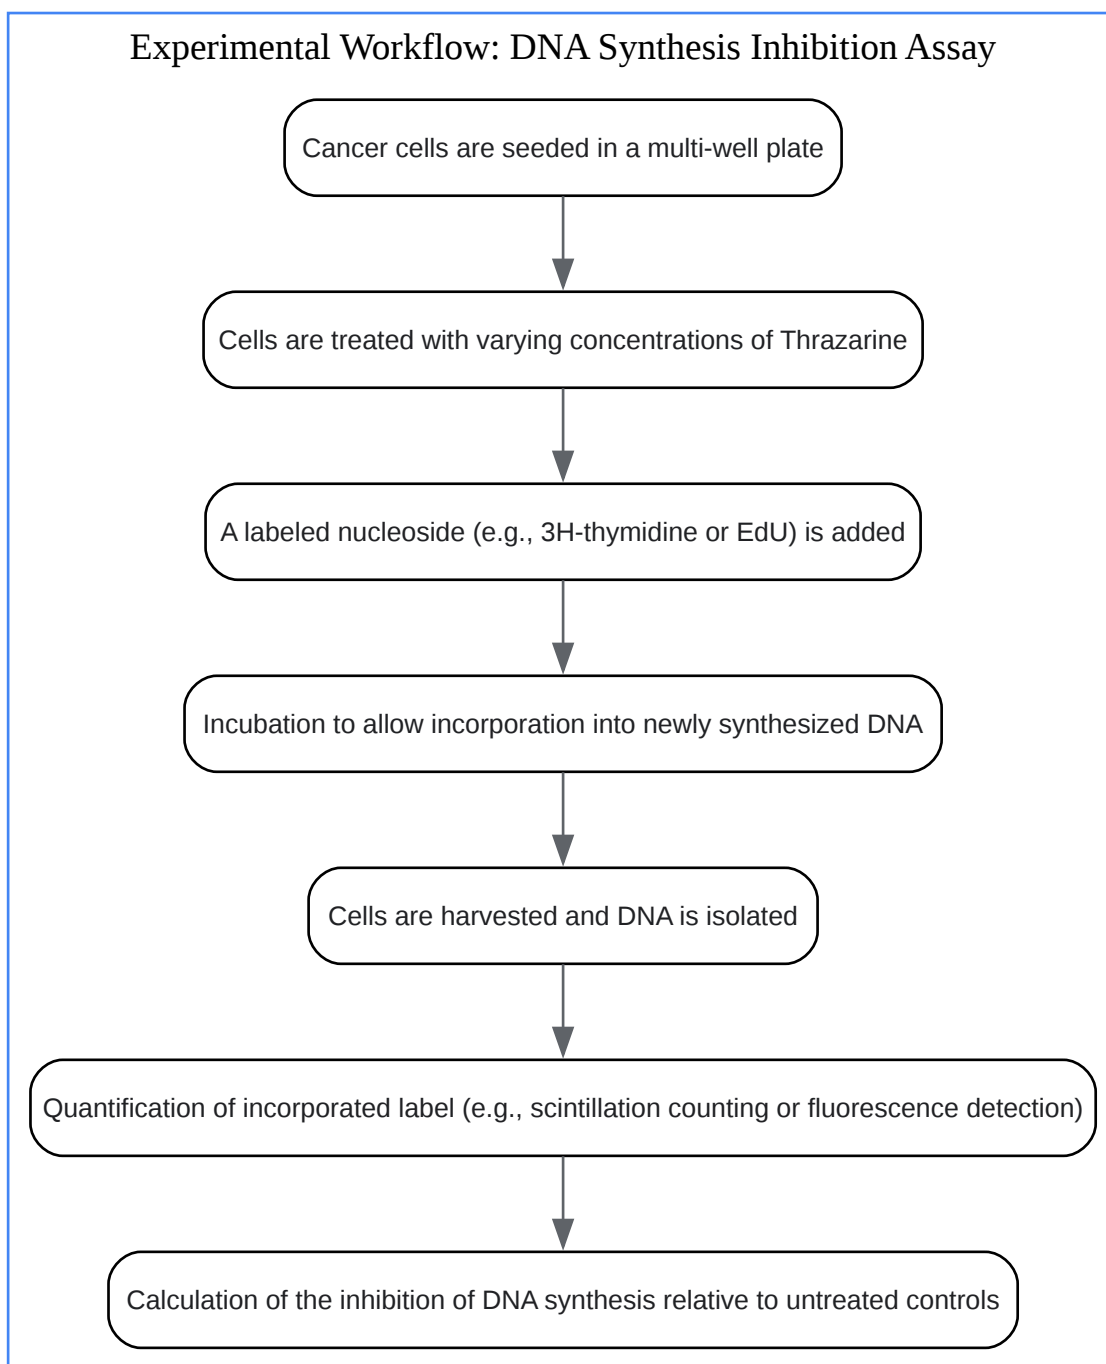 Experimental Workflow: DNA Synthesis Inhibition Assay
Cancer cells are seeded in a multi-well plate
Cells are treated with varying concentrations of Thrazarine
A labeled nucleoside (e.g., 3H-thymidine or EdU) is added
Incubation to allow incorporation into newly synthesized DNA
Cells are harvested and DNA is isolated
Quantification of incorporated label (e.g., scintillation counting or fluorescence detection)
Calculation of the inhibition of DNA synthesis relative to untreated controls